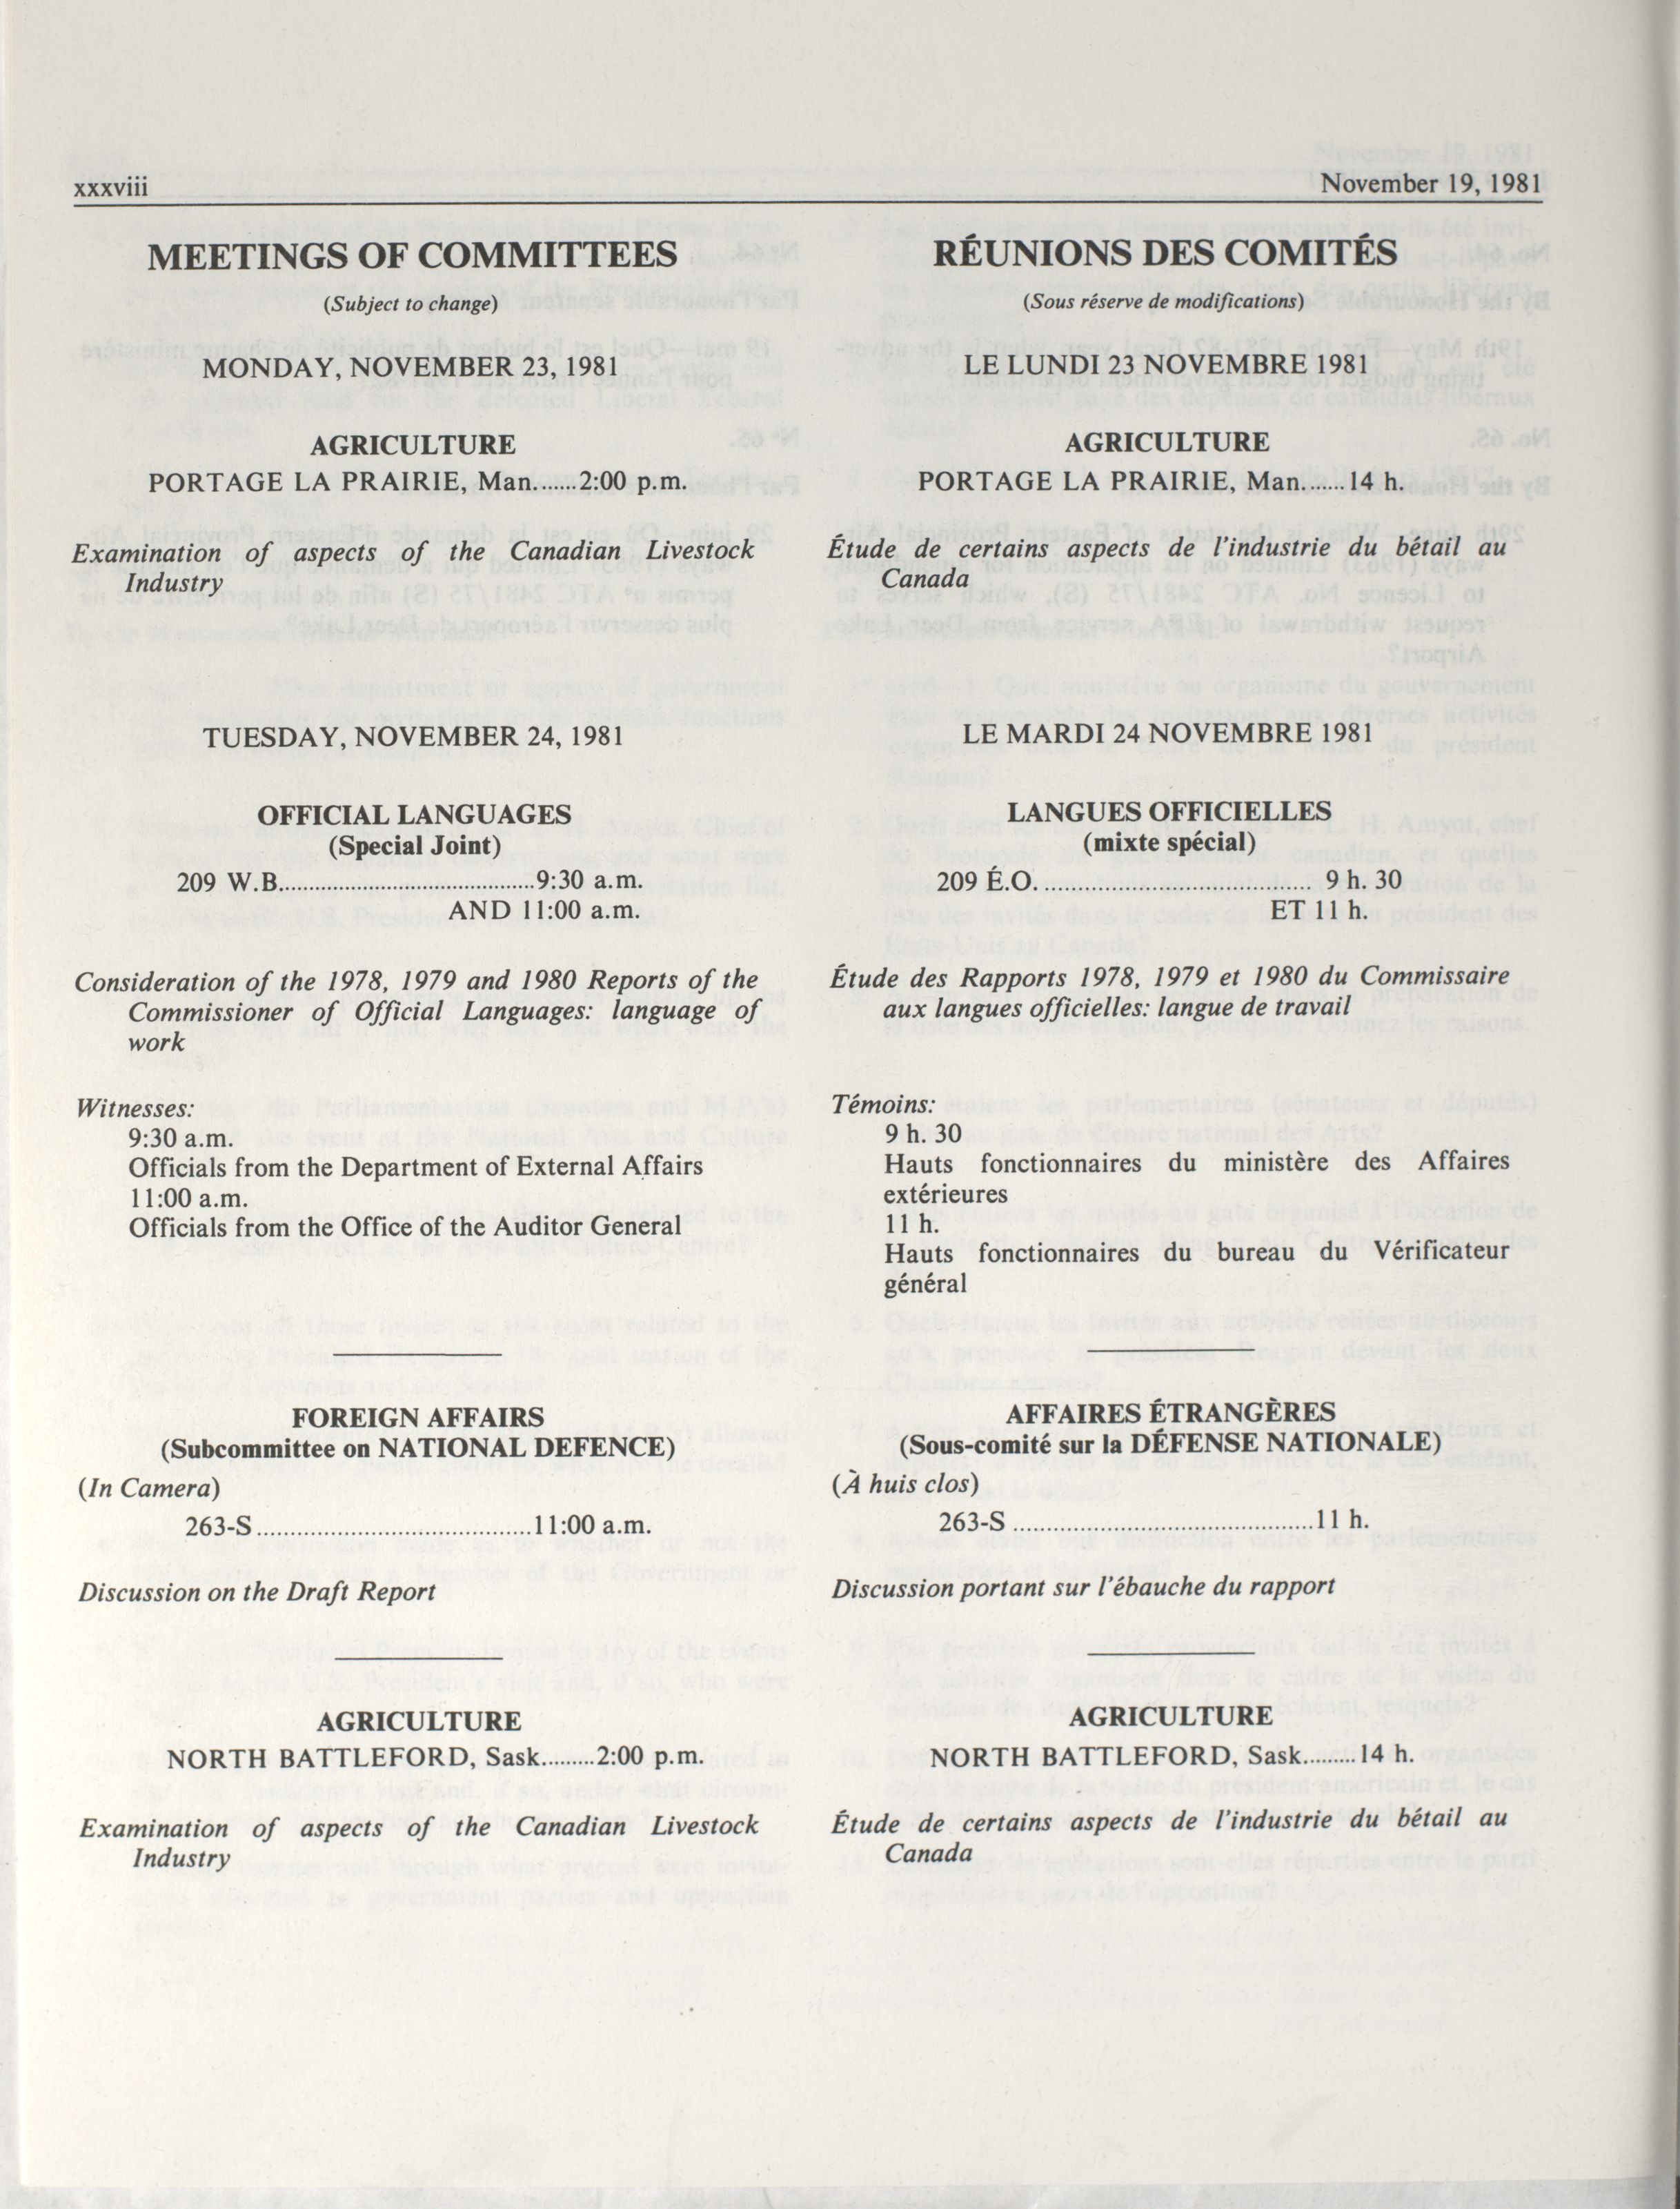 xxxviii
November 19, 1981
MEETINGS OF COMMITTEES
(Subject to change)
MONDAY, NOVEMBER 23, 1981
AGRICULTURE
PORTAGE LA PRAIRIE, Man.......2:00 p.m.
Examination of aspects of the Canadian Livestock
Industry
TUESDAY, NOVEMBER 24, 1981
OFFICIAL LANGUAGES
(Special Joint)
209 W.B.......................................9:30 a.m.
AND 11:00 a.m.
Consideration of the 1978, 1979 and 1980 Reports of the
Commissioner of Official Languages: language of
work
Witnesses:
9:30 a.m.
Officials from the Department of External Affairs
11:00 a.m.
Officials from the Office of the Auditor General
FOREIGN AFFAIRS
(Subcommittee on NATIONAL DEFENCE)
(In Camera)
263-S.........................................11:00 a.m.
Discussion on the Draft Report
AGRICULTURE
NORTH BATTLEFORD, Sask........2:00 p.m.
Examination of aspects of the Canadian Livestock
Industry
RÉUNIONS DES COMITÉS
(Sous réserve de modifications)
LE LUNDI 23 NOVEMBRE 1981
AGRICULTURE
PORTAGE LA PRAIRIE, Man.......14 h.
Étude de certains aspects de l'industrie du bétail au
Canada
LE MARDI 24 NOVEMBRE 1981
LANGUES OFFICIELLES
(mixte spécial)
209 É.O. ........................................ 9 h. 30
ET 11 h.
Étude des Rapports 1978, 1979 et 1980 du Commissaire
aux langues officielles: langue de travail
Témoins:
9 h. 30
Hauts fonctionnaires du ministère des Affaires
extérieures
11 h.
Hauts fonctionnaires du bureau du Vérificateur
général
AFFAIRES ÉTRANGÈRES
(Sous-comité sur la DÉFENSE NATIONALE)
(À huis clos)
263-S .............................................11 h.
Discussion portant sur l'ébauche du rapport
AGRICULTURE
NORTH BATTLEFORD, Sask........14 h.
Étude de certains aspects de l'industrie du bétail au
Canada